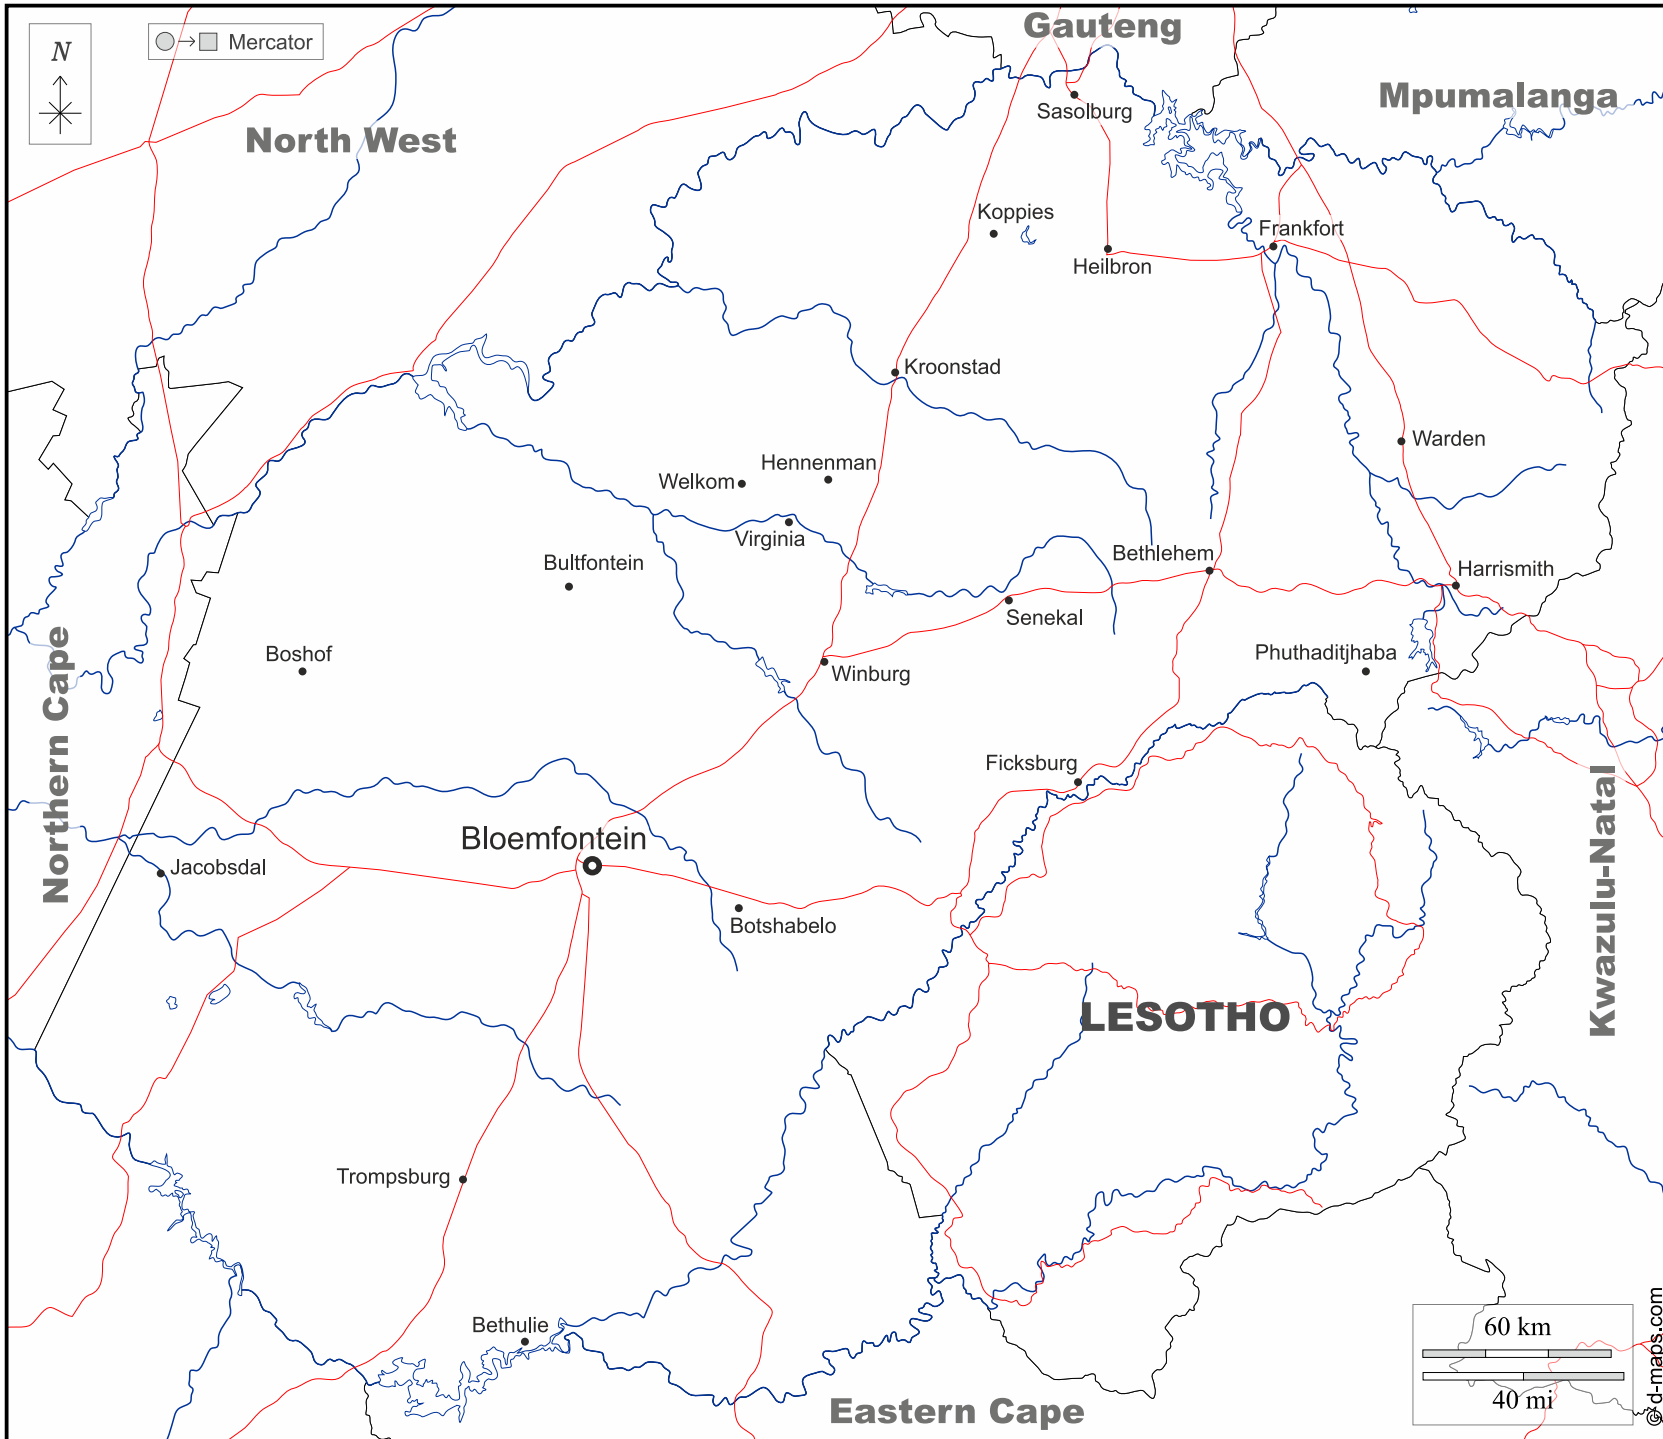 Gauteng
N
Mercator
Mpumalanga
Sasolburg
North West
Koppies
Frankfort
Heilbron
Kroonstad
Warden
Hennenman
Welkom
Virginia
Bethlehem
Bultfontein
Harrismith
Senekal
Boshof
Phuthaditjhaba
Winburg
Northern Cape
Ficksburg
Kwazulu-Natal
Bloemfontein
Jacobsdal
Botshabelo
LESOTHO
Trompsburg
Bethulie
60 km
40 mi
Eastern Cape
© d-maps.com